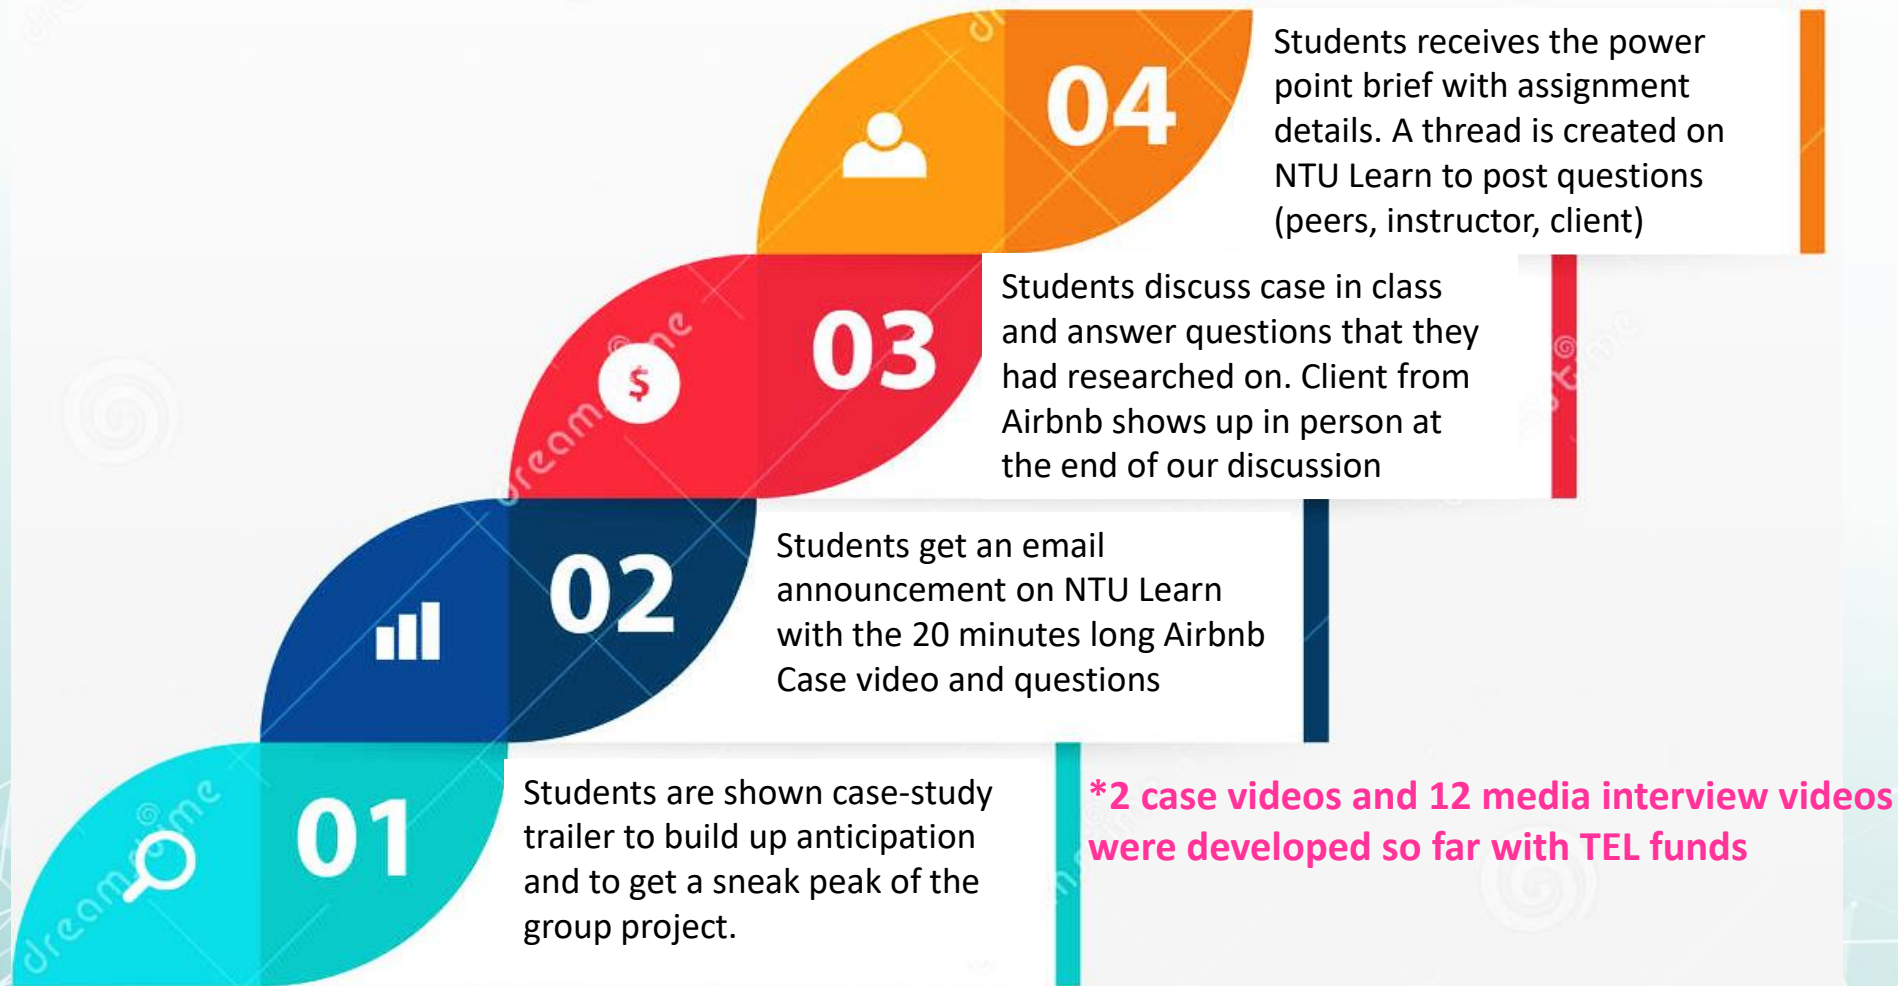 04
Students receives the power
point brief with assignment
details. A thread is created on
NTU Learn to post questions
(peers, instructor, client)
03
$
Students discuss case in class
and answer questions that they
had researched on. Client from
Airbnb shows up in person at
the end of our discussion
02
Students get an email
announcement on NTU Learn
with the 20 minutes long Airbnb
Case video and questions
01
Students are shown case-study
trailer to build up anticipation
and to get a sneak peak of the
group project.
*2 case videos and 12 media interview videos
were developed so far with TEL funds